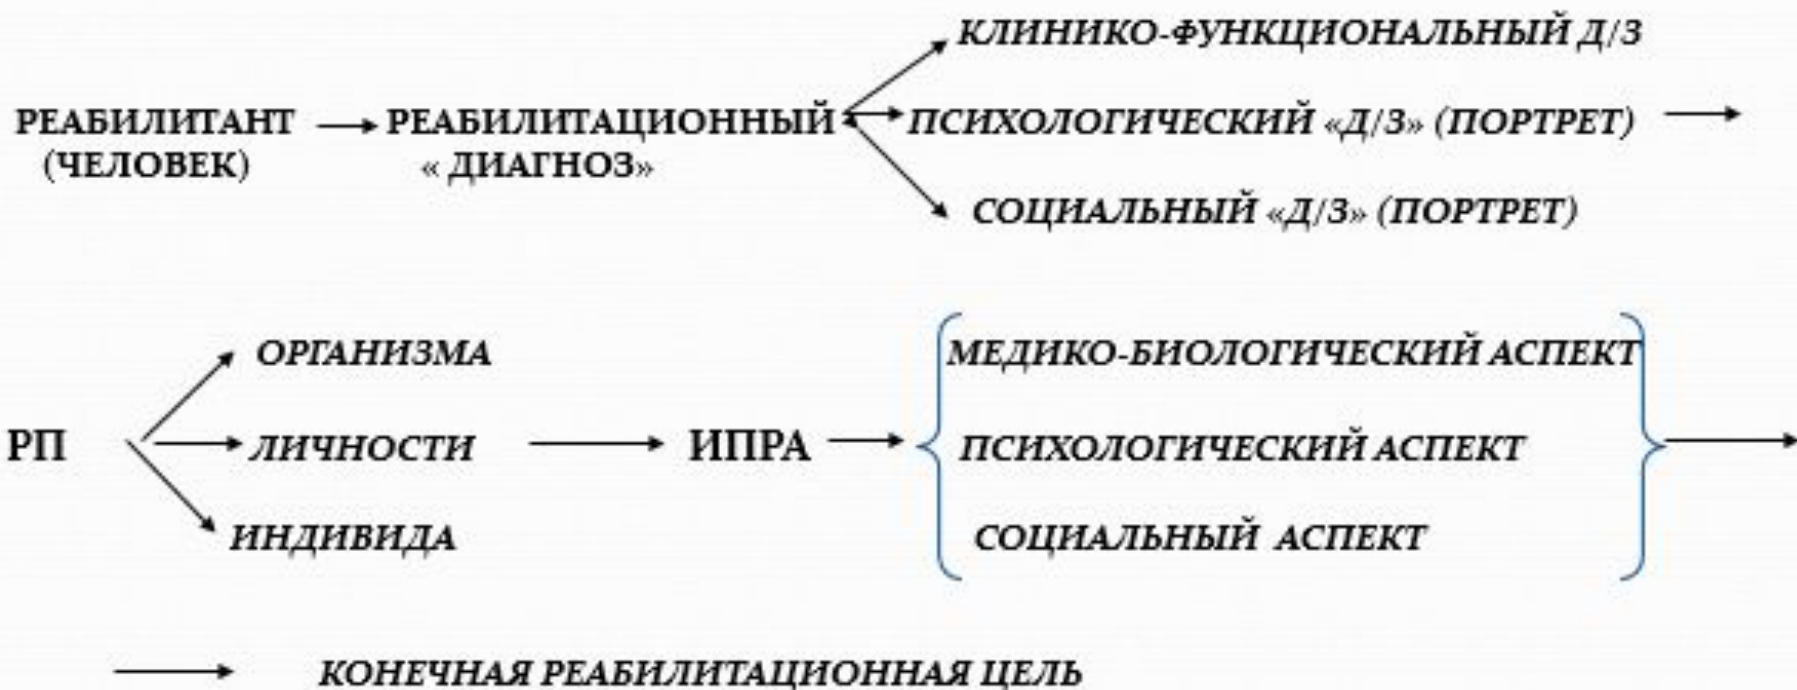 КЛИНИКО-ФУНКЦИОНАЛЬНЫЙ Д/З
РЕАБИЛИТАНТ РЕАБИЛИТАЦИОННЫЙ ПСИХОЛОГИЧЕСКИЙ «Д/З» (ПОРТРЕТ)
(ЧЕЛОВЕК) « ДИАГНОЗ»
СОЦИАЛЬНЫЙ «Д/З» (ПОРТРЕТ)
ОРГАНИЗМА МЕДИКО-БИОЛОГИЧЕСКИЙ АСПЕКТ
РП ЛИЧНОСТИ ИПРА ПСИХОЛОГИЧЕСКИЙ АСПЕКТ
ИНДИВИДА СОЦИАЛЬНЫЙ АСПЕКТ
КОНЕЧНАЯ РЕАБИЛИТАЦИОННАЯ ЦЕЛЬ